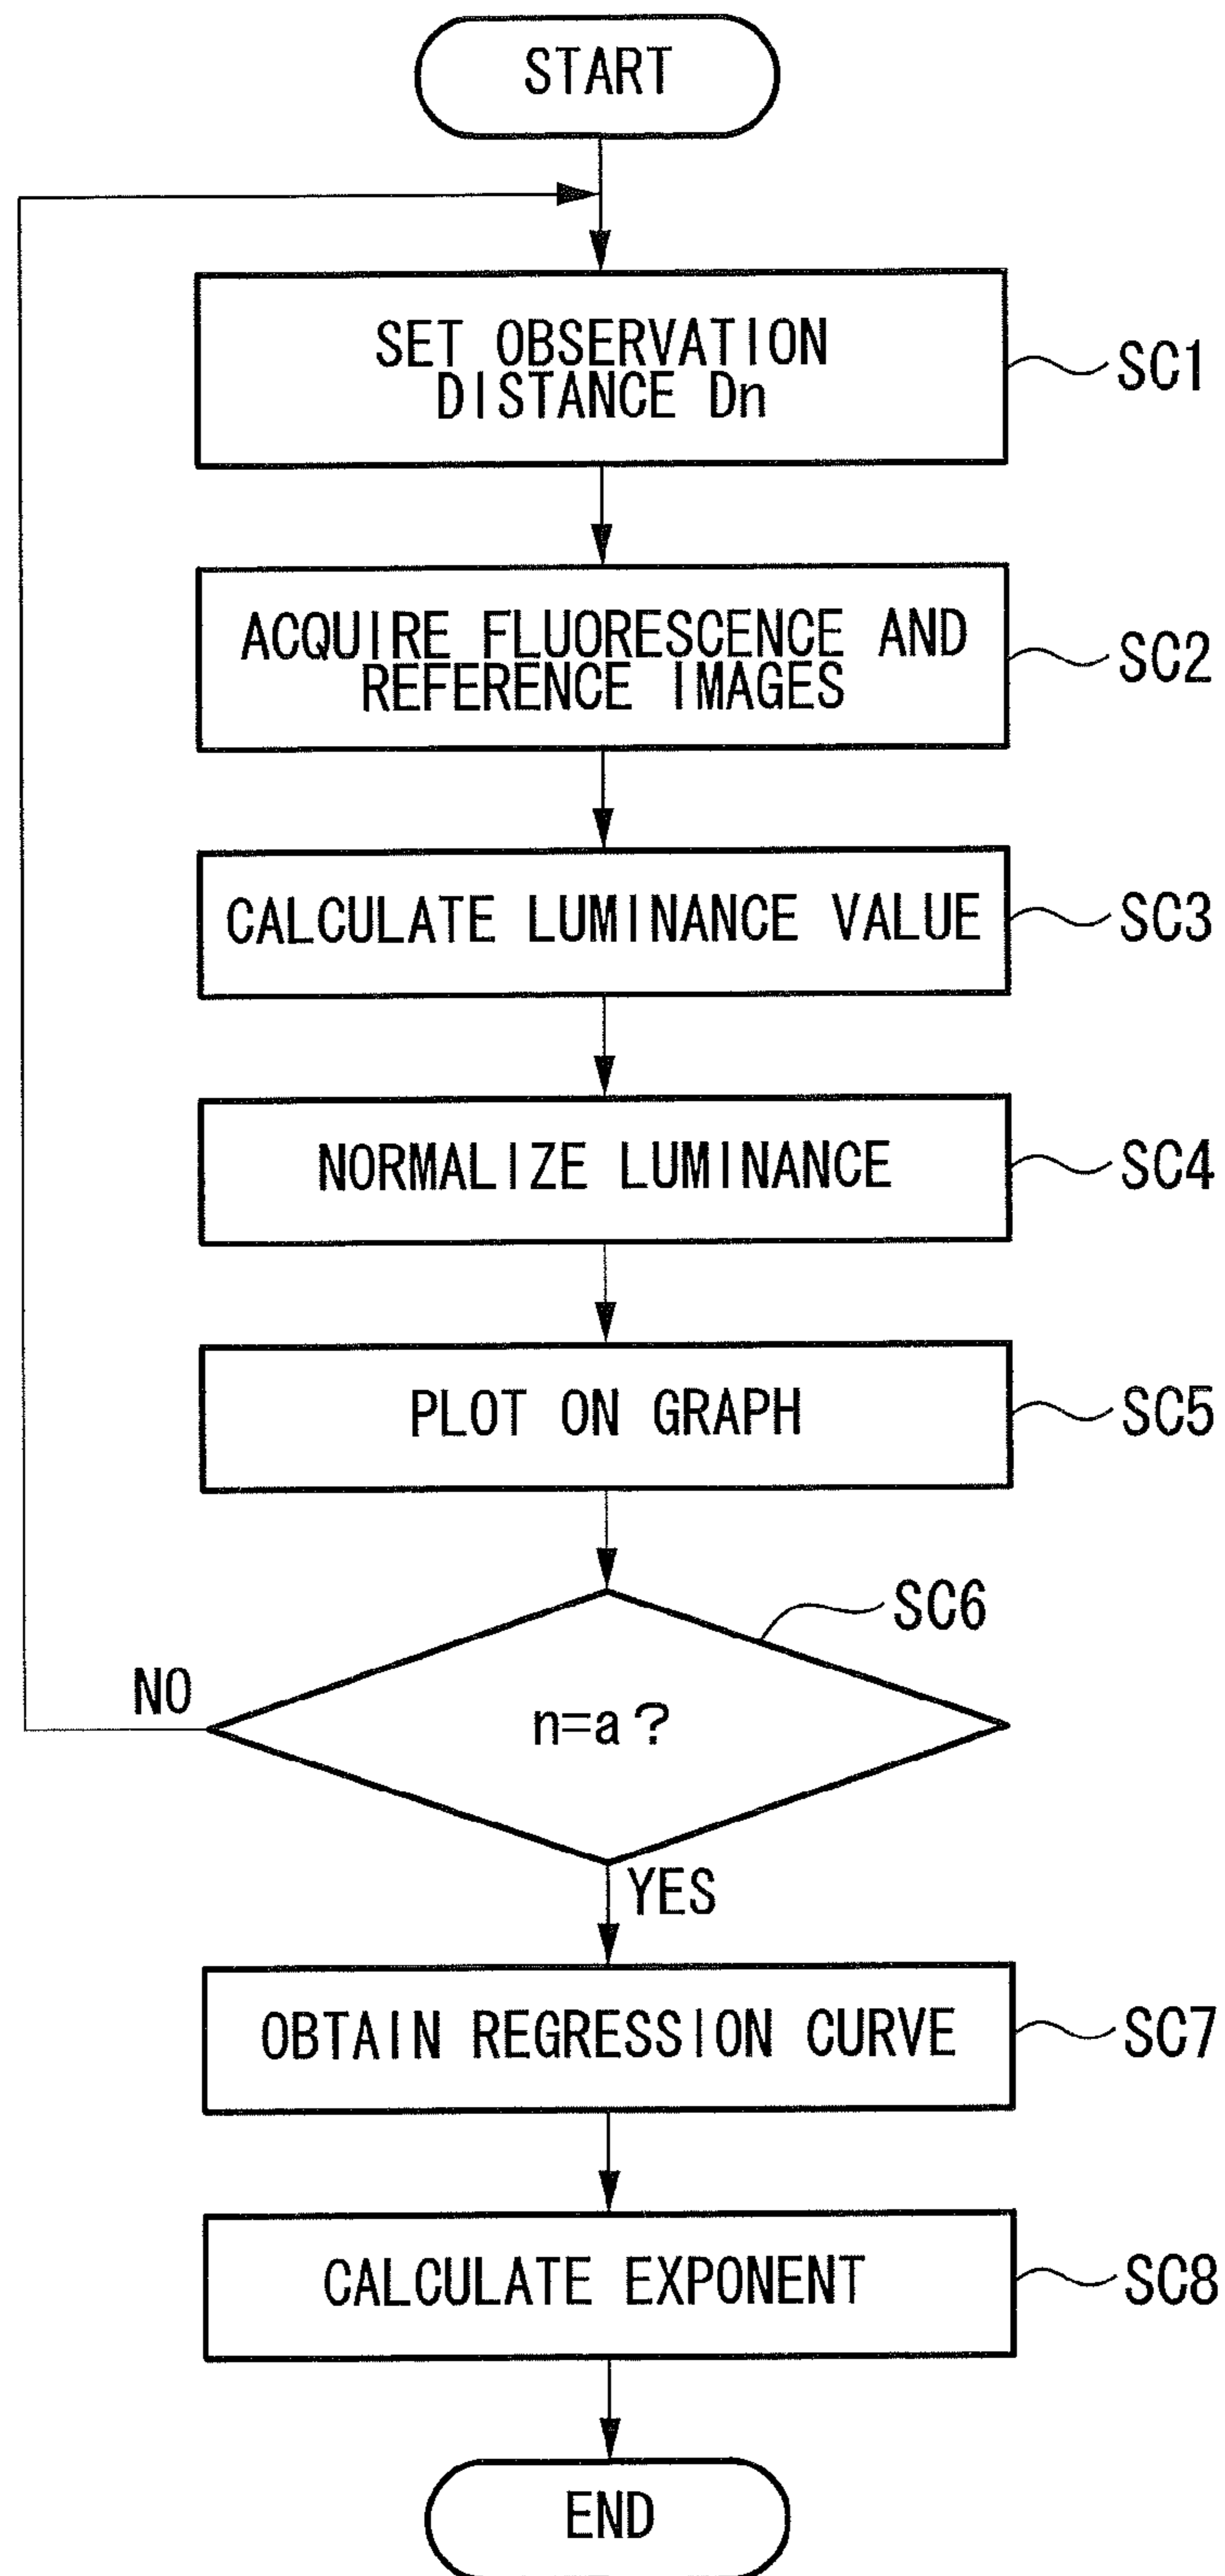 START
SET OBSERVATION
DISTANCE Dn
SC1
ACQUIRE FLUORESCENCE AND
REFERENCE IMAGES
SC2
CALCULATE LUMINANCE VALUE
SC3
NORMALIZE LUMINANCE
SC4
PLOT ON GRAPH
SC5
SC6
NO
n=a?
YES
OBTAIN REGRESSION CURVE
SC7
CALCULATE EXPONENT
SC8
END